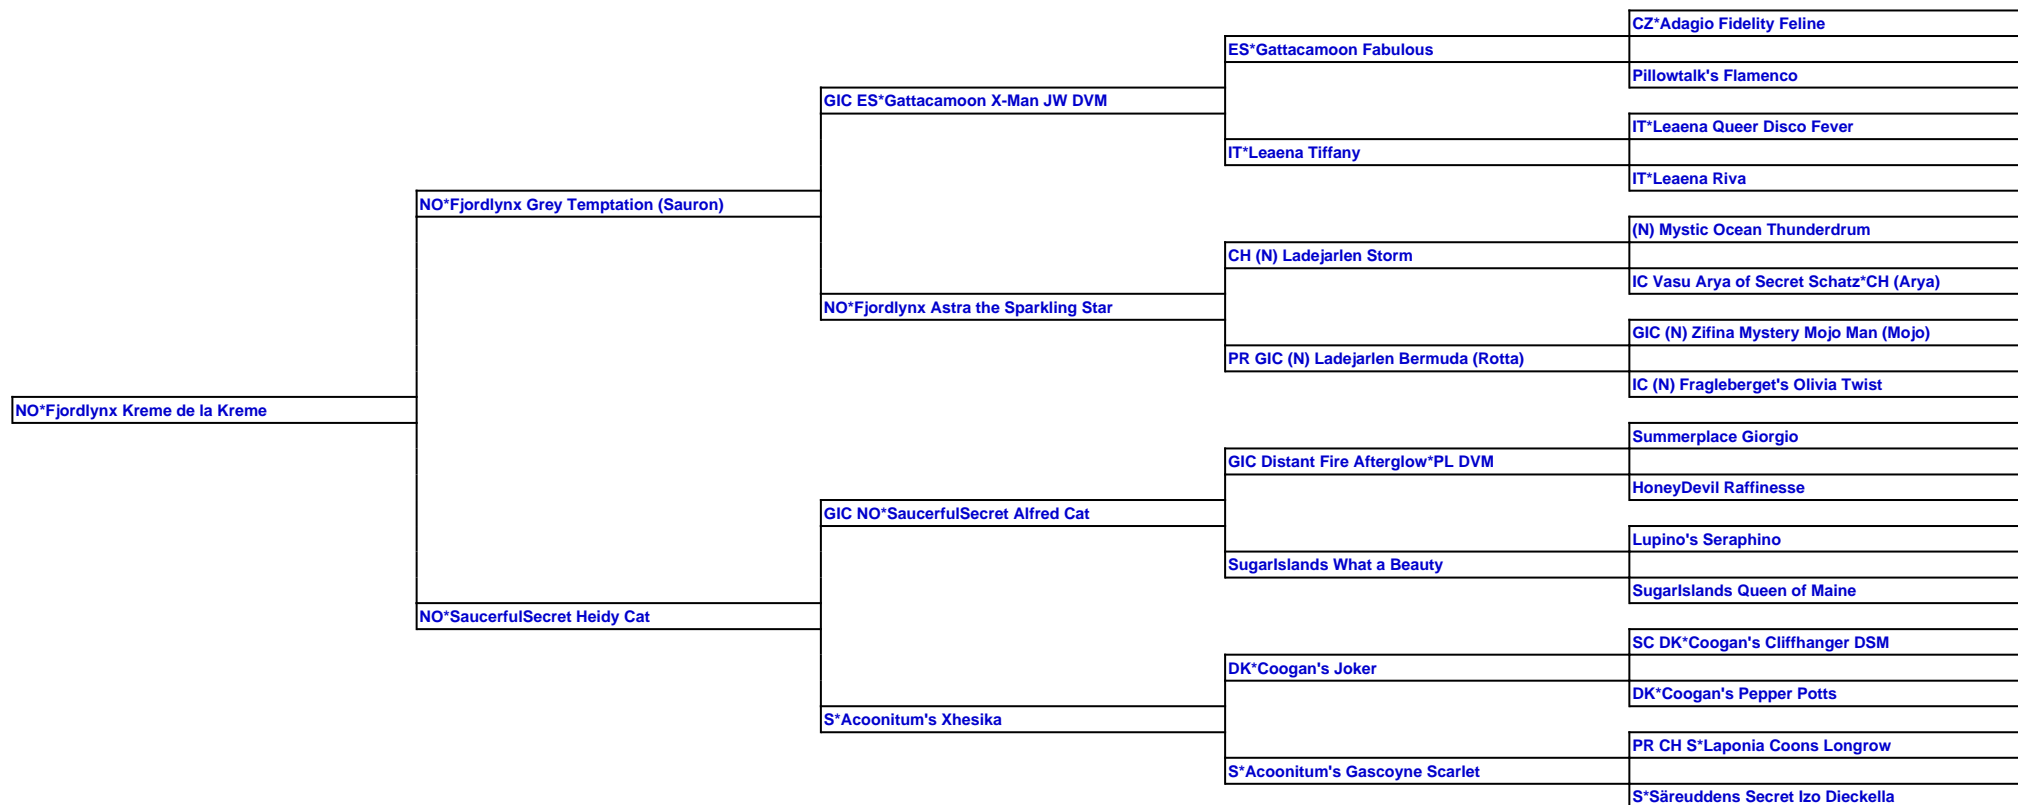 CZ*Adagio Fidelity Feline
ES*Gattacamoon Fabulous
Pillowtalk's Flamenco
GIC ES*Gattacamoon X-Man JW DVM
IT*Leaena Queer Disco Fever
IT*Leaena Tiffany
IT*Leaena Riva
NO*Fjordlynx Grey Temptation (Sauron)
(N) Mystic Ocean Thunderdrum
CH (N) Ladejarlen Storm
IC Vasu Arya of Secret Schatz*CH (Arya)
NO*Fjordlynx Astra the Sparkling Star
GIC (N) Zifina Mystery Mojo Man (Mojo)
PR GIC (N) Ladejarlen Bermuda (Rotta)
IC (N) Fragleberget's Olivia Twist
NO*Fjordlynx Kreme de la Kreme
Summerplace Giorgio
GIC Distant Fire Afterglow*PL DVM
HoneyDevil Raffinesse
GIC NO*SaucerfulSecret Alfred Cat
Lupino's Seraphino
SugarIslands What a Beauty
SugarIslands Queen of Maine
NO*SaucerfulSecret Heidy Cat
SC DK*Coogan's Cliffhanger DSM
DK*Coogan's Joker
DK*Coogan's Pepper Potts
S*Acoonitum's Xhesika
PR CH S*Laponia Coons Longrow
S*Acoonitum's Gascoyne Scarlet
S*Säreuddens Secret Izo Dieckella